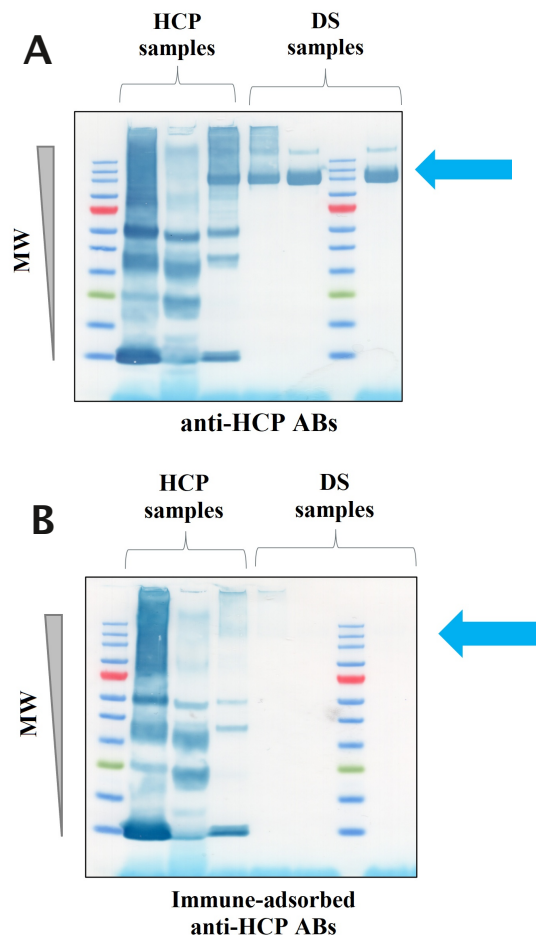 A
HCP
samples
DS
samples
MW
anti-HCP ABs
B
HCP
samples
DS
samples
MW
Immune-adsorbed
anti-HCP ABs